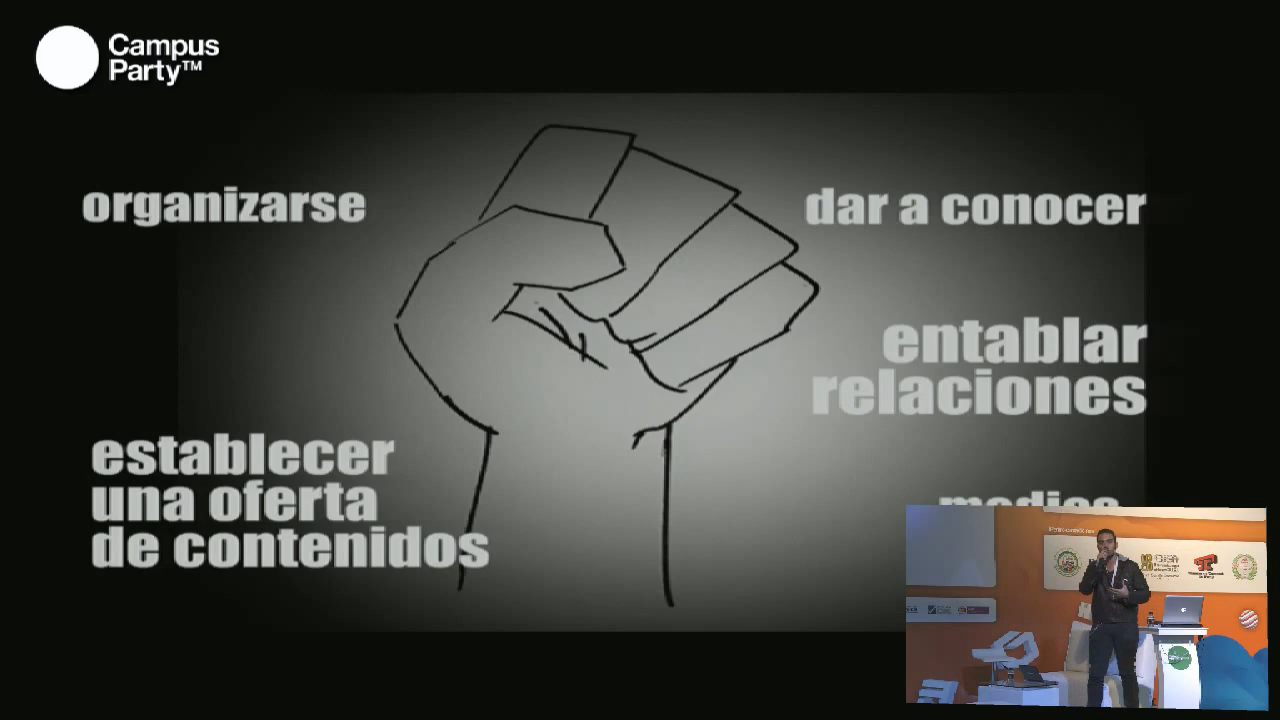 Campus
Party™
organizarse
dar a conocer
entablar
relaciones
establecer
una oferta
de contenidos